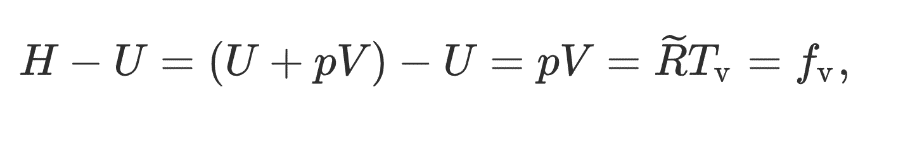 H − U = (U + pV) − U = pV = R̃T_v = f_v,